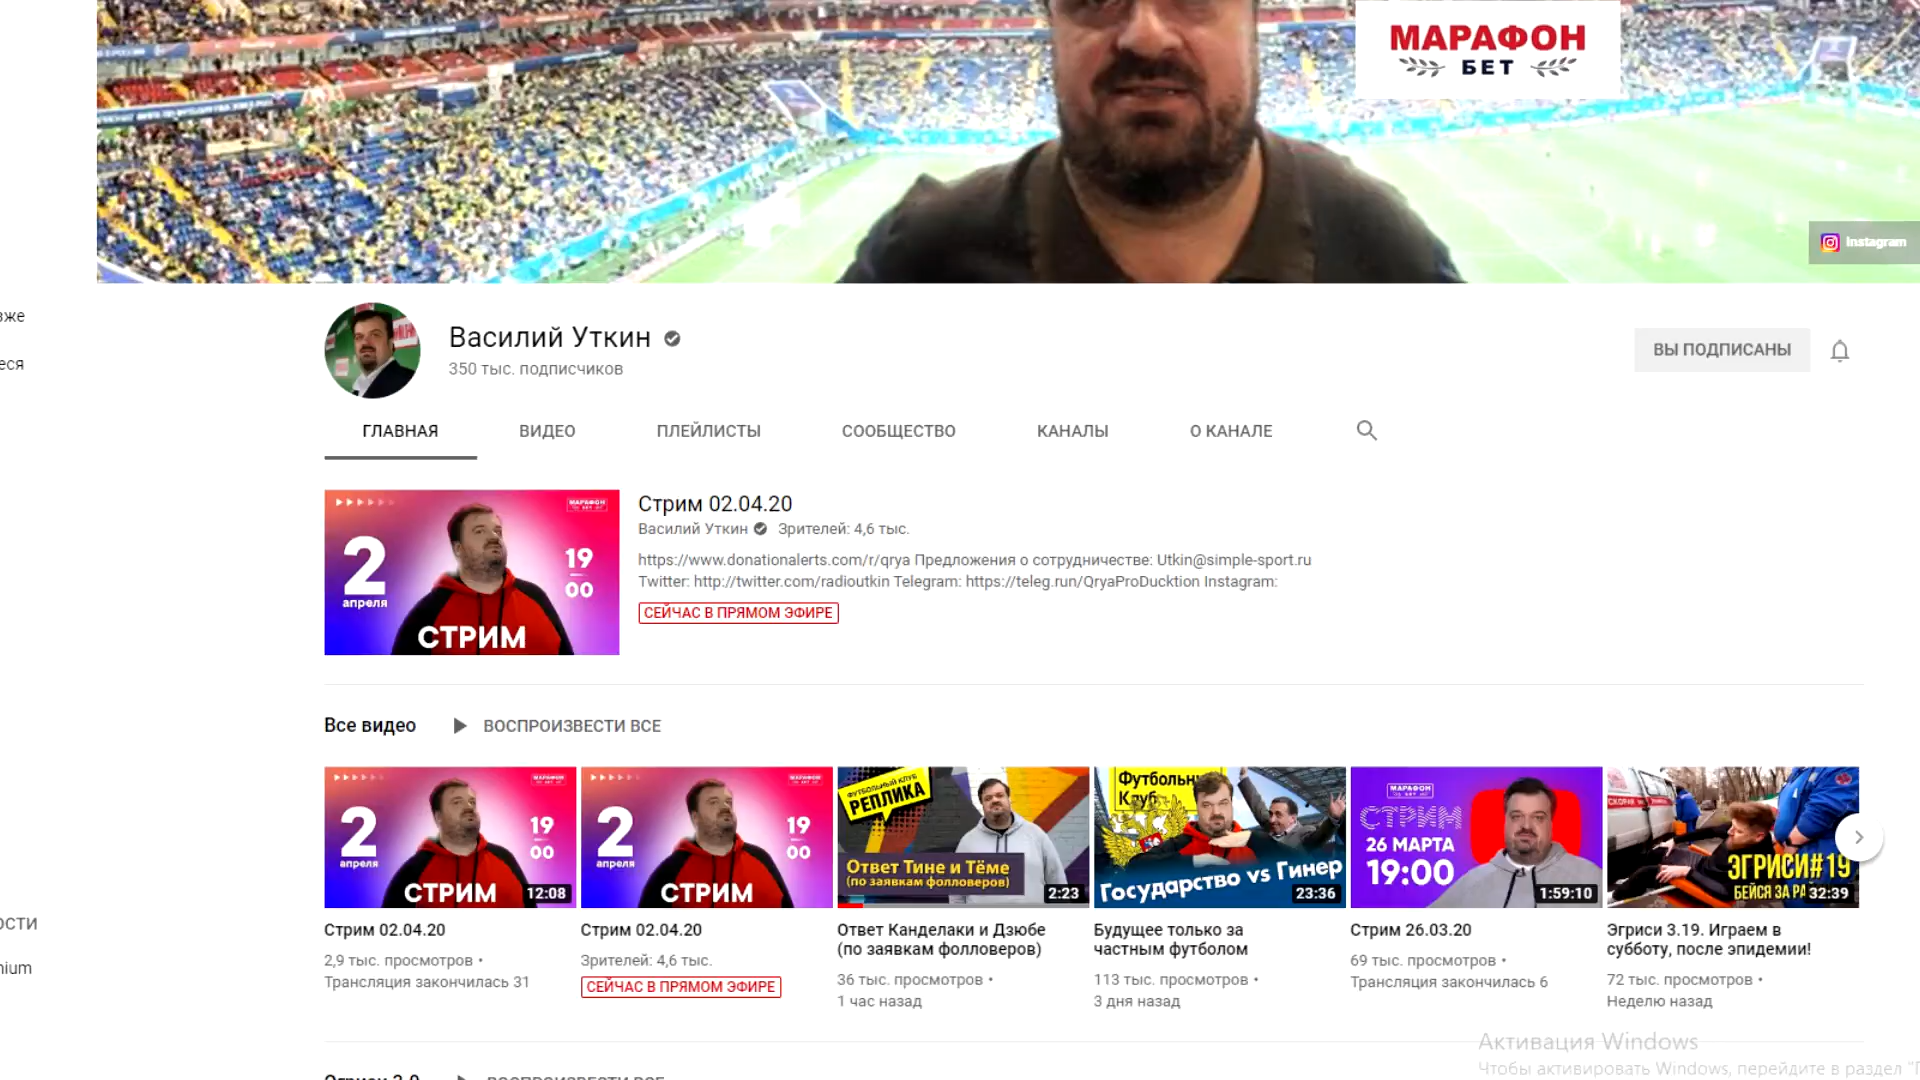 МАРАФОН
БЕТ
Instagram
Василий Уткин
350 тыс. подписчиков
ВЫ ПОДПИСАНЫ
ГЛАВНАЯ
ВИДЕО
ПЛЕЙЛИСТЫ
СООБЩЕСТВО
КАНАЛЫ
О КАНАЛЕ
МАРАФОН
БЕТ
2
апреля
19
00
СТРИМ
Стрим 02.04.20
Василий Уткин Зрителей: 4,6 тыс.
https://www.donationalerts.com/r/qrya Предложения о сотрудничестве: Utkin@simple-sport.ru
Twitter: http://twitter.com/radioutkin Telegram: https://teleg.run/QryaProDucktion Instagram:
СЕЙЧАС В ПРЯМОМ ЭФИРЕ
Все видео
ВОСПРОИЗВЕСТИ ВСЕ
2
апреля
19
00
СТРИМ
12:08
Стрим 02.04.20
2,9 тыс. просмотров •
Трансляция закончилась 31
2
апреля
19
00
СТРИМ
Стрим 02.04.20
Зрителей: 4,6 тыс.
СЕЙЧАС В ПРЯМОМ ЭФИРЕ
ФУТБОЛЬНЫЙ КЛУБ
РЕПЛИКА
Ответ Тине и Тёме
(по заявкам фолловеров)
2:23
Ответ Канделаки и Дзюбе
(по заявкам фолловеров)
36 тыс. просмотров •
1 час назад
Клуб
Государство vs Гинер
23:36
Будущее только за
частным футболом
113 тыс. просмотров •
3 дня назад
МАРАФОН
СТРИМ
26 МАРТА
19:00
1:59:10
Стрим 26.03.20
69 тыс. просмотров •
Трансляция закончилась 6
СКОРАЯ
ЭГРИСИ#19
БЕЙСЯ ЗА
32:39
Эгриси 3.19. Играем в
субботу, после эпидемии!
72 тыс. просмотров •
Неделю назад
Активация Windows
Чтобы активировать Windows, перейдите в раздел
ВОСПРОИЗВЕСТИ ВСЕ